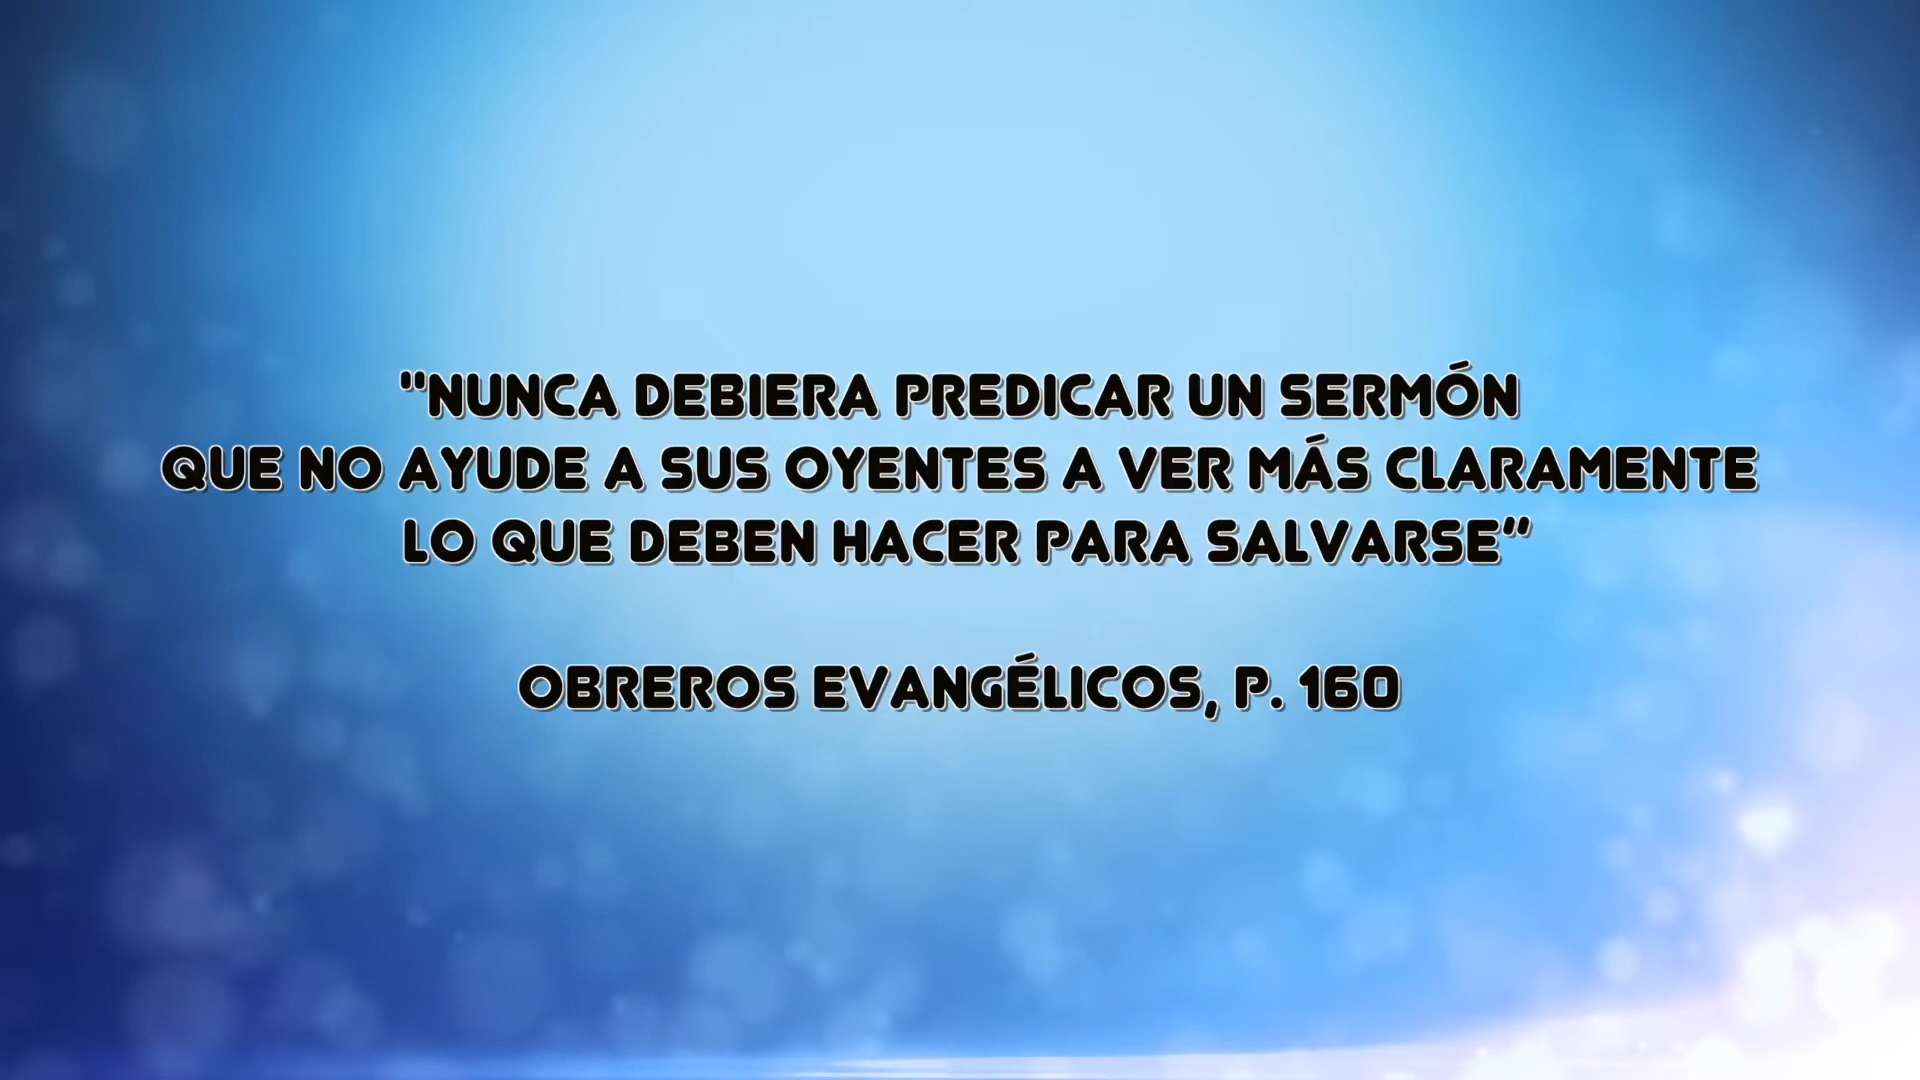 "NUNCA DEBIERA PREDICAR UN SERMÓN
QUE NO AYUDE A SUS OYENTES A VER MÁS CLARAMENTE
LO QUE DEBEN HACER PARA SALVARSE”
OBREROS EVANGÉLICOS, P. 160